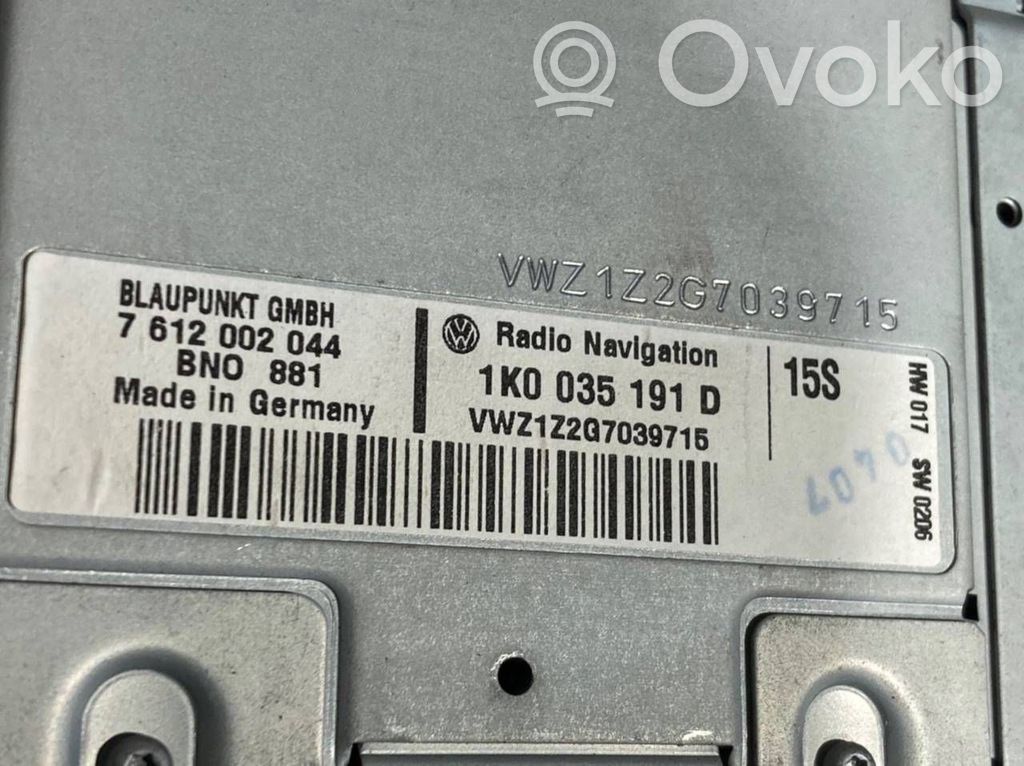 Ovoko
VWZ1Z2G7039715
BLAUPUNKT GMBH
7 612 002 044
BNO 881
Made in Germany
Radio Navigation
1K0 035 191 D
VWZ1Z2G7039715
15S
HW 017 SW 0206
0407